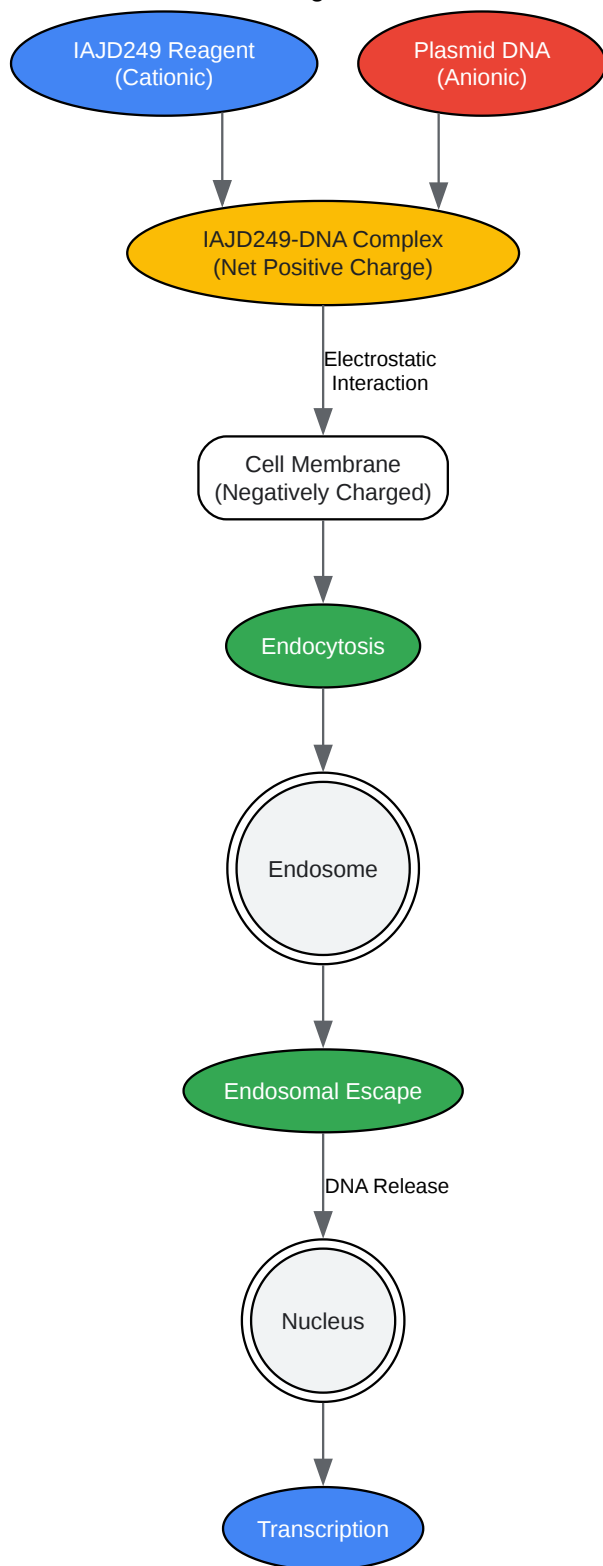 IAJD249 Reagent
(Cationic)
Plasmid DNA
(Anionic)
IAJD249-DNA Complex
(Net Positive Charge)
Electrostatic
Interaction
Cell Membrane
(Negatively Charged)
Endocytosis
Endosome
Endosomal Escape
DNA Release
Nucleus
Transcription